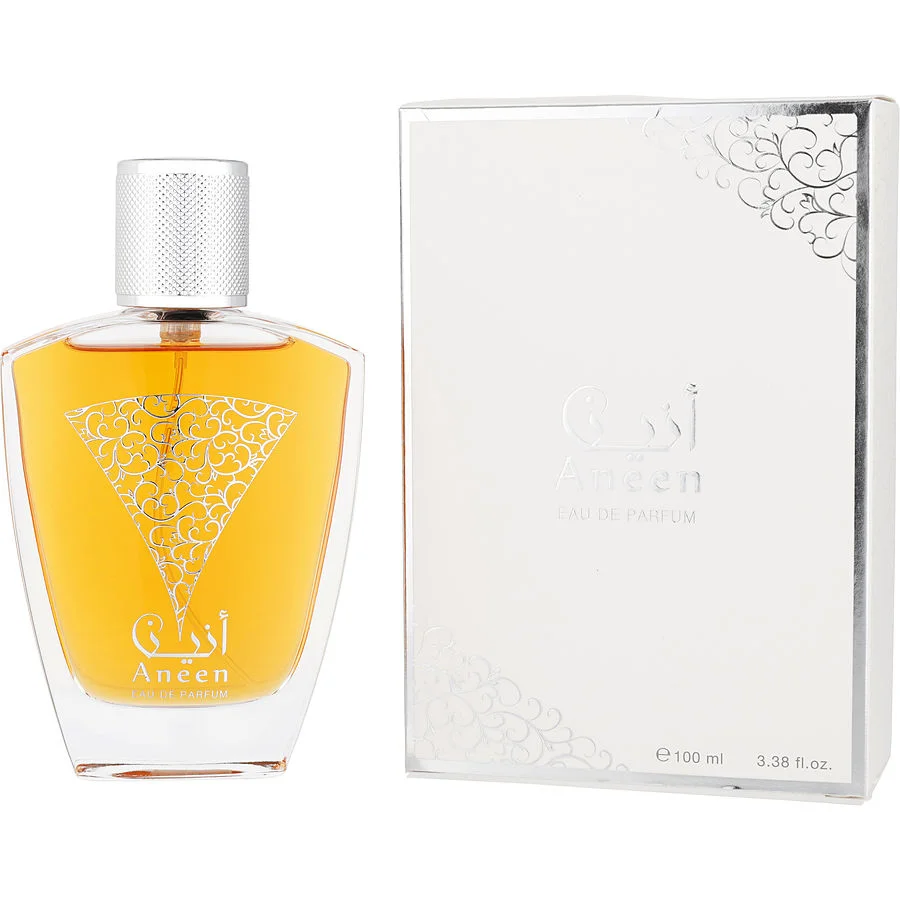 أنين
Aneen
EAU DE PARFUM
أنين
Aneen
EAU DE PARFUM
e 100 ml 3.38 fl.oz.